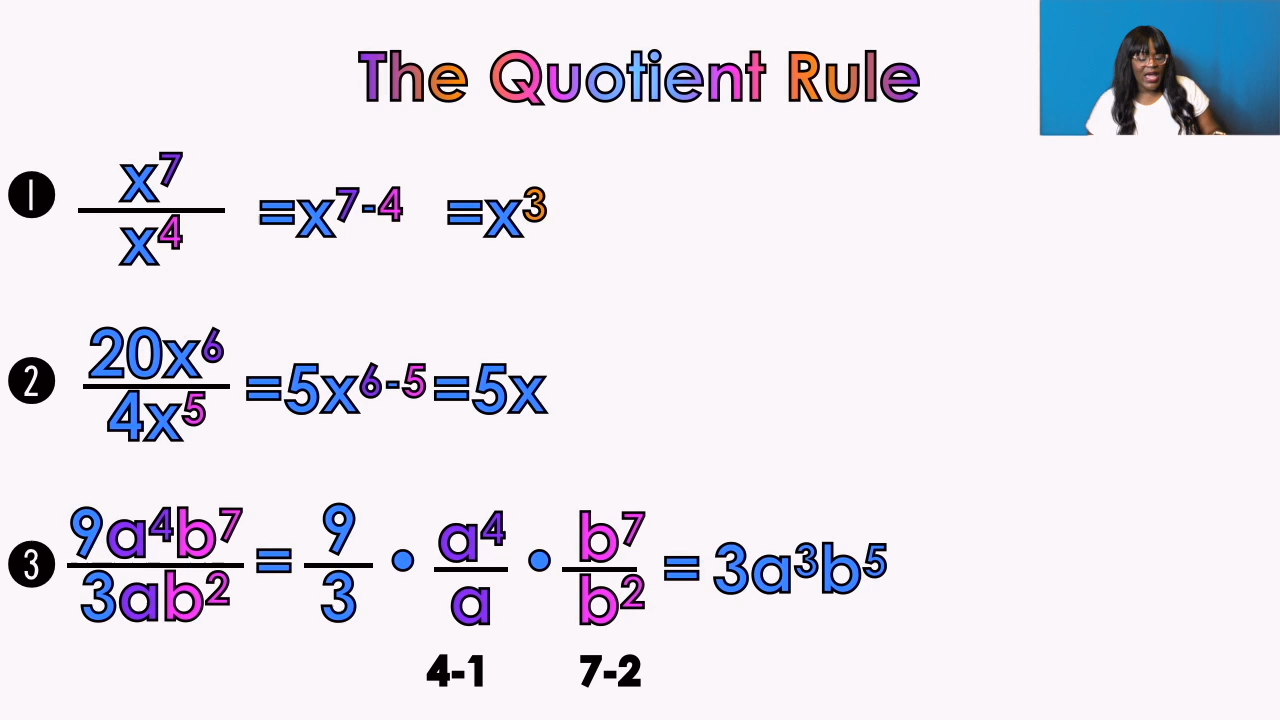 The Quotient Rule
1 x⁷/x⁴ =x⁷⁻⁴ =x³
2 20x⁶/4x⁵ =5x⁶⁻⁵=5x
3 9a⁴b⁷/3ab² = 9/3 • a⁴/a • b⁷/b² = 3a³b⁵
4-1 7-2